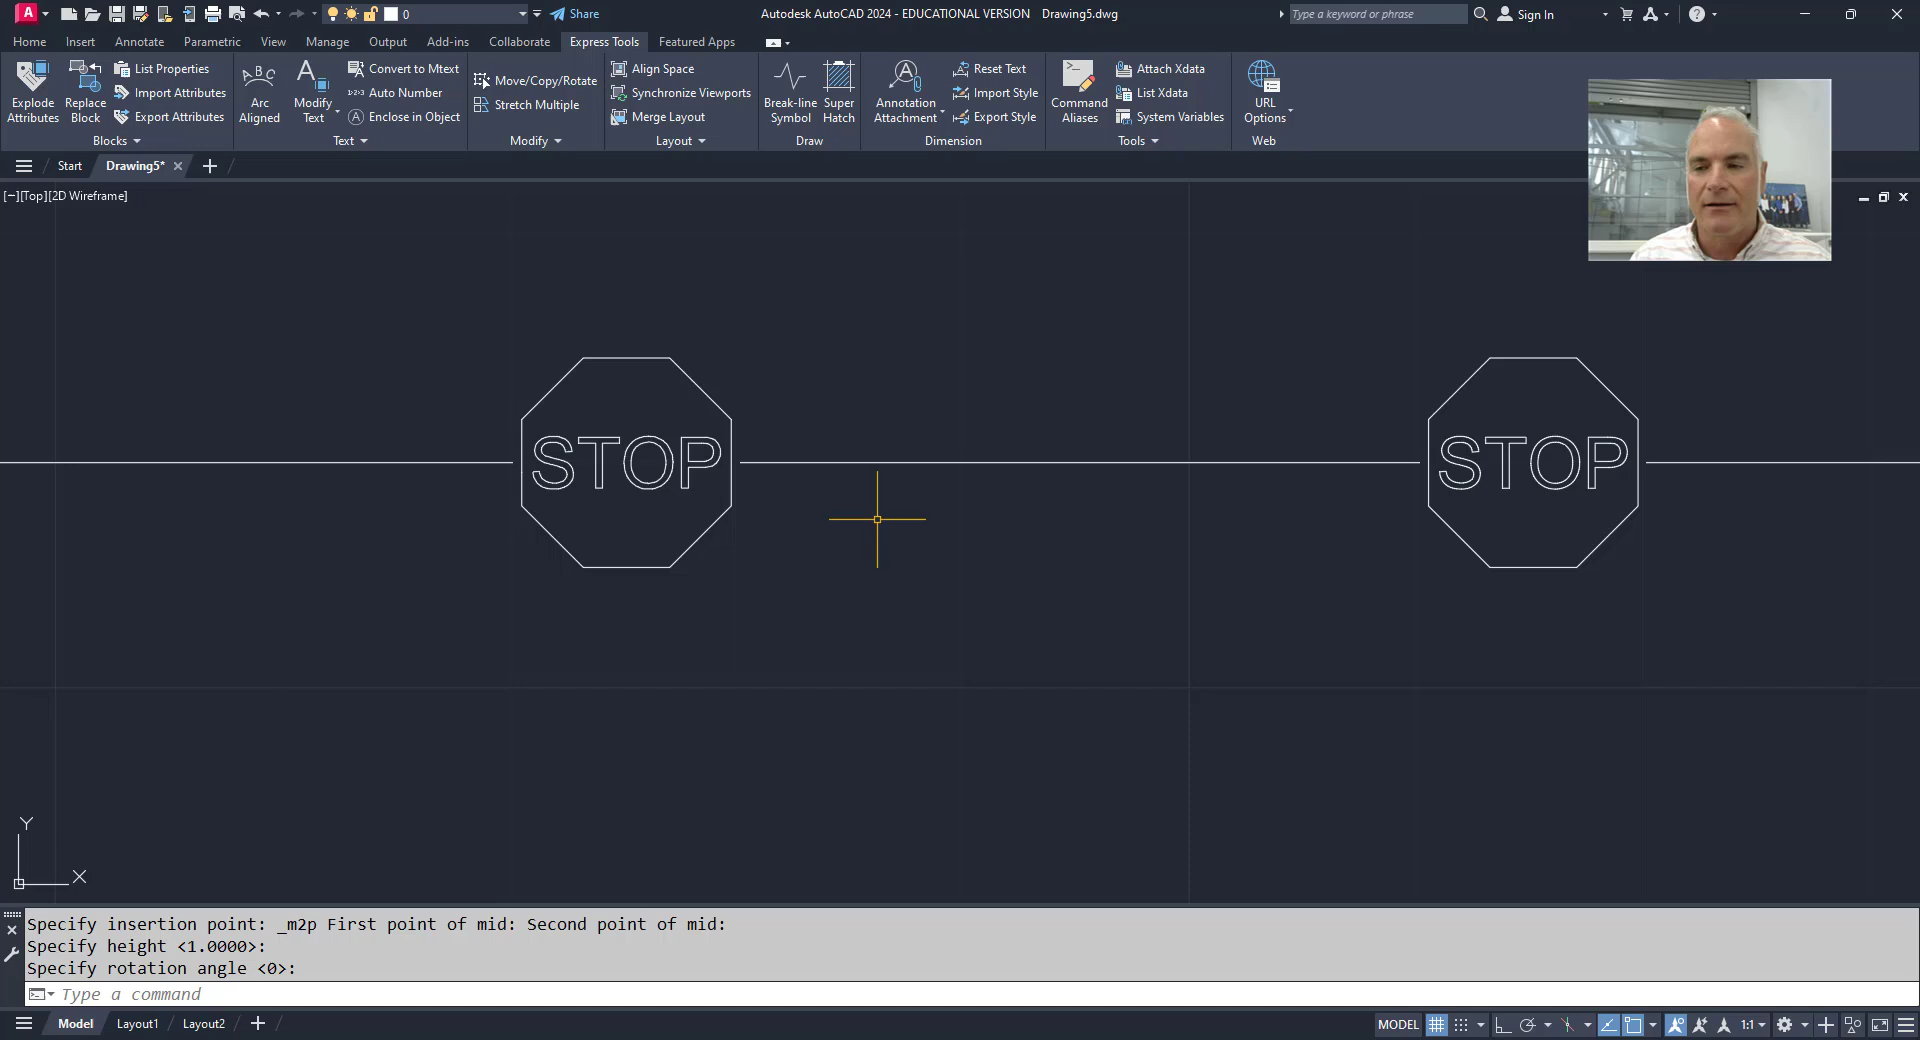 A
0
Share
Autodesk AutoCAD 2024 - EDUCATIONAL VERSION Drawing5.dwg
Type a keyword or phrase
Sign In
Home Insert Annotate Parametric View Manage Output Add-ins Collaborate Express Tools Featured Apps
Explode Attributes
Replace Block
List Properties
Import Attributes
Export Attributes
Blocks
Arc Aligned
Modify Text
Convert to Mtext
Auto Number
Enclose in Object
Text
Move/Copy/Rotate
Stretch Multiple
Modify
Align Space
Synchronize Viewports
Merge Layout
Layout
Break-line Symbol
Super Hatch
Draw
Annotation Attachment
Reset Text
Import Style
Export Style
Dimension
Command Aliases
Attach Xdata
List Xdata
System Variables
Tools
URL Options
Web
Start Drawing5*
[−][Top][2D Wireframe]
STOP STOP
Y
X
Specify insertion point: _m2p First point of mid: Second point of mid:
Specify height <1.0000>:
Specify rotation angle <0>:
Type a command
Model Layout1 Layout2
MODEL 1:1